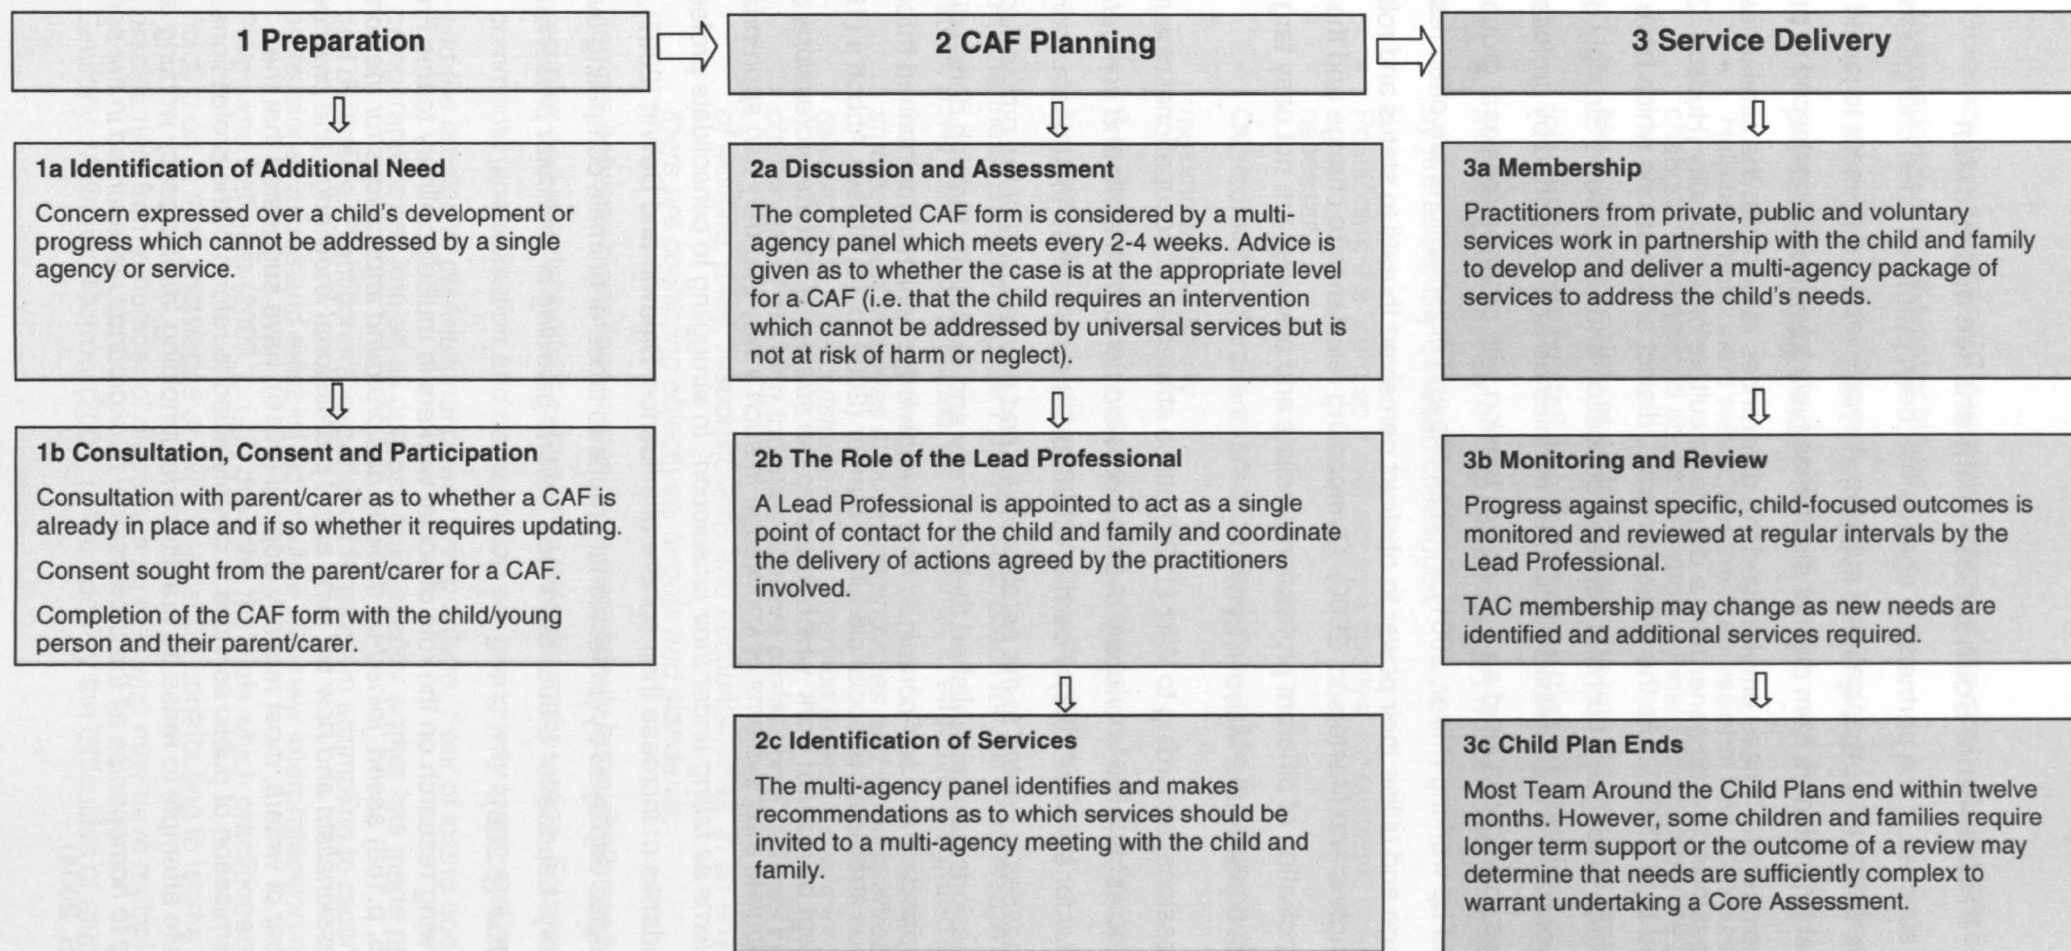 1 Preparation
2 CAF Planning
3 Service Delivery
1a Identification of Additional Need
Concern expressed over a child's development or
progress which cannot be addressed by a single
agency or service.
1b Consultation, Consent and Participation
Consultation with parent/carer as to whether a CAF is
already in place and if so whether it requires updating.
Consent sought from the parent/carer for a CAF.
Completion of the CAF form with the child/young
person and their parent/carer.
2a Discussion and Assessment
The completed CAF form is considered by a multi-
agency panel which meets every 2-4 weeks. Advice is
given as to whether the case is at the appropriate level
for a CAF (i.e. that the child requires an intervention
which cannot be addressed by universal services but is
not at risk of harm or neglect).
2b The Role of the Lead Professional
A Lead Professional is appointed to act as a single
point of contact for the child and family and coordinate
the delivery of actions agreed by the practitioners
involved.
2c Identification of Services
The multi-agency panel identifies and makes
recommendations as to which services should be
invited to a multi-agency meeting with the child and
family.
3a Membership
Practitioners from private, public and voluntary
services work in partnership with the child and family
to develop and deliver a multi-agency package of
services to address the child's needs.
3b Monitoring and Review
Progress against specific, child-focused outcomes is
monitored and reviewed at regular intervals by the
Lead Professional.
TAC membership may change as new needs are
identified and additional services required.
3c Child Plan Ends
Most Team Around the Child Plans end within twelve
months. However, some children and families require
longer term support or the outcome of a review may
determine that needs are sufficiently complex to
warrant undertaking a Core Assessment.